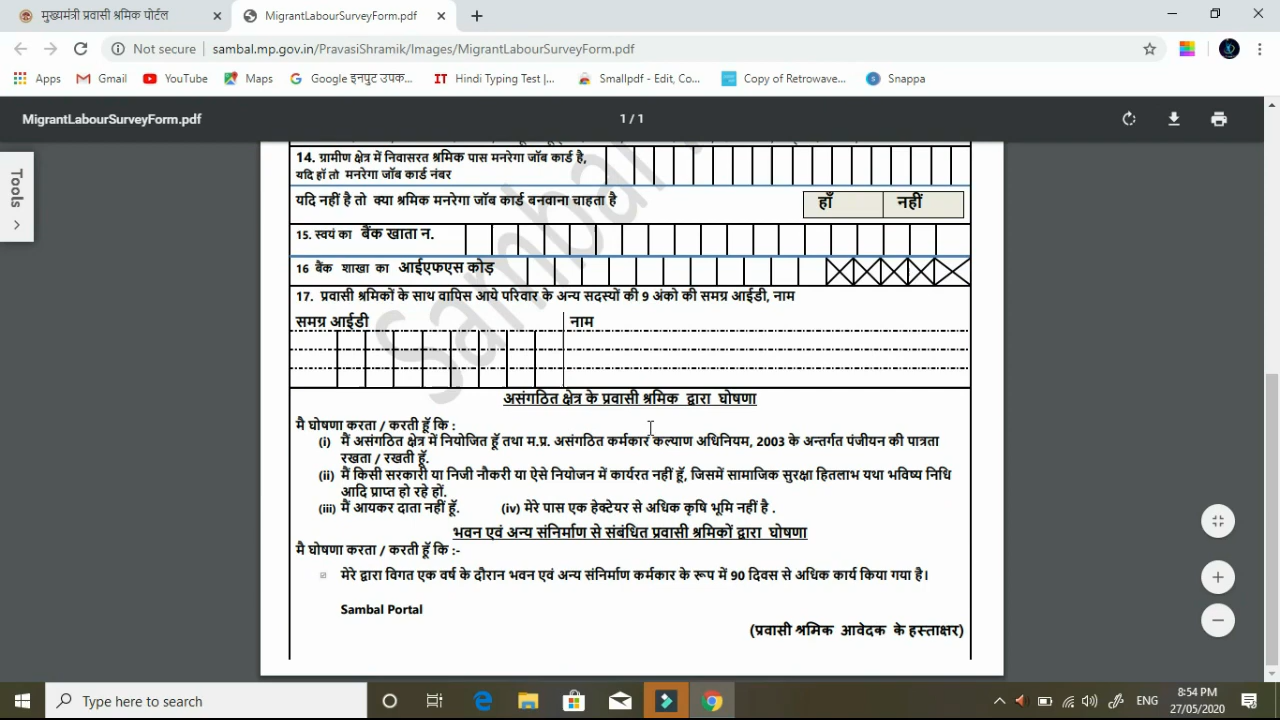 मुख्यमंत्री प्रवासी श्रमिक पोर्टल
MigrantLabourSurveyForm.pdf
Not secure
sambal.mp.gov.in/PravasiShramik/Images/MigrantLabourSurveyForm.pdf
Apps
Gmail
YouTube
Maps
Google इनपुट उपक...
Hindi Typing Test |...
Smallpdf - Edit, Co...
Copy of Retrowave...
Snappa
MigrantLabourSurveyForm.pdf
1 / 1
Tools
14. ग्रामीण क्षेत्र में निवासरत श्रमिक पास मनरेगा जॉब कार्ड है,
यदि हाँ तो मनरेगा जॉब कार्ड नंबर
यदि नहीं है तो क्या श्रमिक मनरेगा जॉब कार्ड बनवाना चाहता है
हाँ नहीं
15. स्वयं का बैंक खाता न.
16 बैंक शाखा का आईएफएस कोड़
17. प्रवासी श्रमिकों के साथ वापिस आये परिवार के अन्य सदस्यों की 9 अंको की समग्र आईडी, नाम
समग्र आईडी नाम
Sambal
असंगठित क्षेत्र के प्रवासी श्रमिक द्वारा घोषणा
मै घोषणा करता / करती हूॅ कि :
(i) मैं असंगठित क्षेत्र में नियोजित हूँ तथा म.प्र. असंगठित कर्मकार कल्याण अधिनियम, 2003 के अन्तर्गत पंजीयन की पात्रता
रखता / रखती हूँ.
(ii) मैं किसी सरकारी या निजी नौकरी या ऐसे नियोजन में कार्यरत नहीं हूँ, जिसमें सामाजिक सुरक्षा हितलाभ यथा भविष्य निधि
आदि प्राप्त हो रहे हों.
(iii) मैं आयकर दाता नहीं हूँ. (iv) मेरे पास एक हेक्टेयर से अधिक कृषि भूमि नहीं है .
भवन एवं अन्य संनिर्माण से संबंधित प्रवासी श्रमिकों द्वारा घोषणा
मै घोषणा करता / करती हूॅ कि :-
मेरे द्वारा विगत एक वर्ष के दौरान भवन एवं अन्य संनिर्माण कर्मकार के रूप में 90 दिवस से अधिक कार्य किया गया है।
Sambal Portal
(प्रवासी श्रमिक आवेदक के हस्ताक्षर)
Type here to search
ENG
8:54 PM
27/05/2020